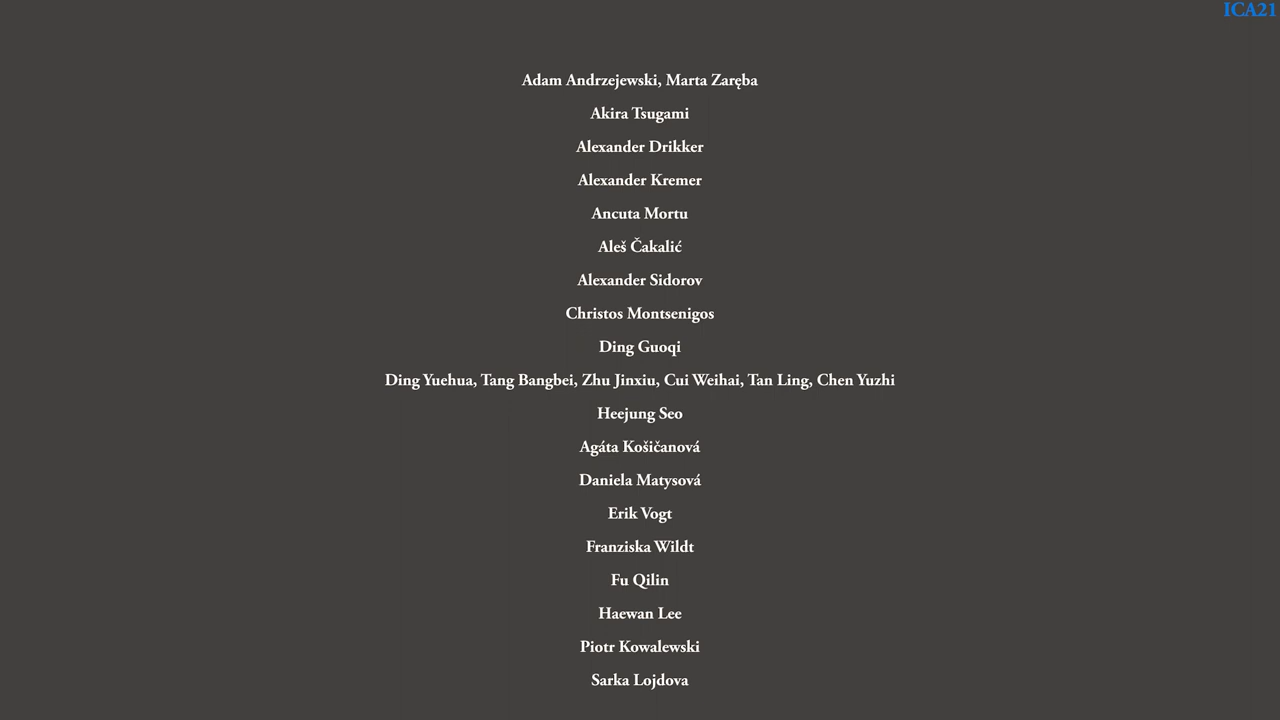 ICA21
Adam Andrzejewski, Marta Zaręba
Akira Tsugami
Alexander Drikker
Alexander Kremer
Ancuta Mortu
Aleš Čakalić
Alexander Sidorov
Christos Montsenigos
Ding Guoqi
Ding Yuehua, Tang Bangbei, Zhu Jinxiu, Cui Weihai, Tan Ling, Chen Yuzhi
Heejung Seo
Agáta Košičanová
Daniela Matysová
Erik Vogt
Franziska Wildt
Fu Qilin
Haewan Lee
Piotr Kowalewski
Sarka Lojdova